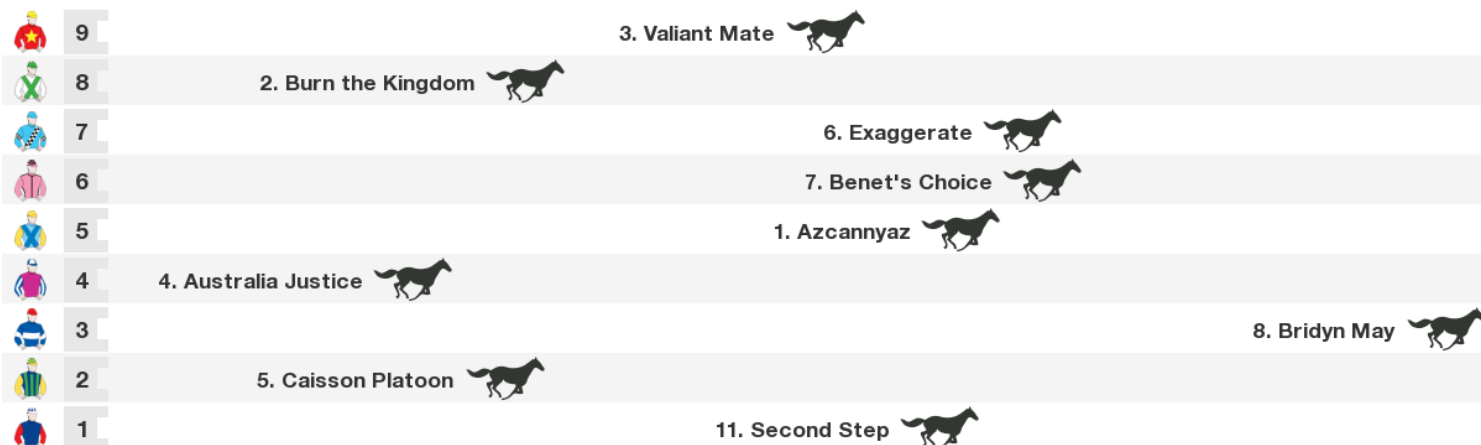 9 3. Valiant Mate
8 2. Burn the Kingdom
7 6. Exaggerate
6 7. Benet's Choice
5 1. Azcannyaz
4 4. Australia Justice
3 8. Bridyn May
2 5. Caisson Platoon
1 11. Second Step